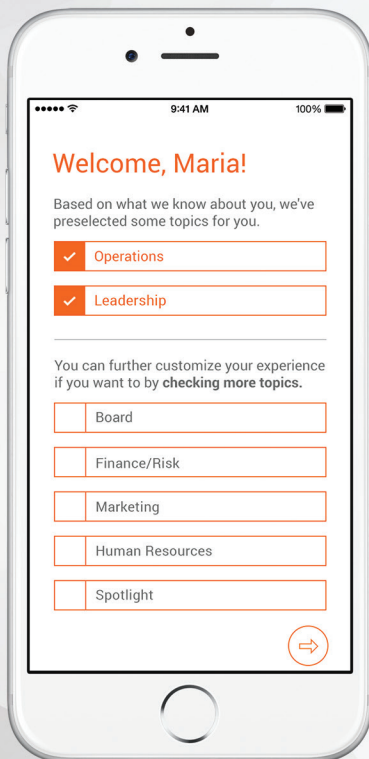 9:41 AM
100%
Welcome, Maria!
Based on what we know about you, we've
preselected some topics for you.
Operations
Leadership
You can further customize your experience
if you want to by checking more topics.
Board
Finance/Risk
Marketing
Human Resources
Spotlight